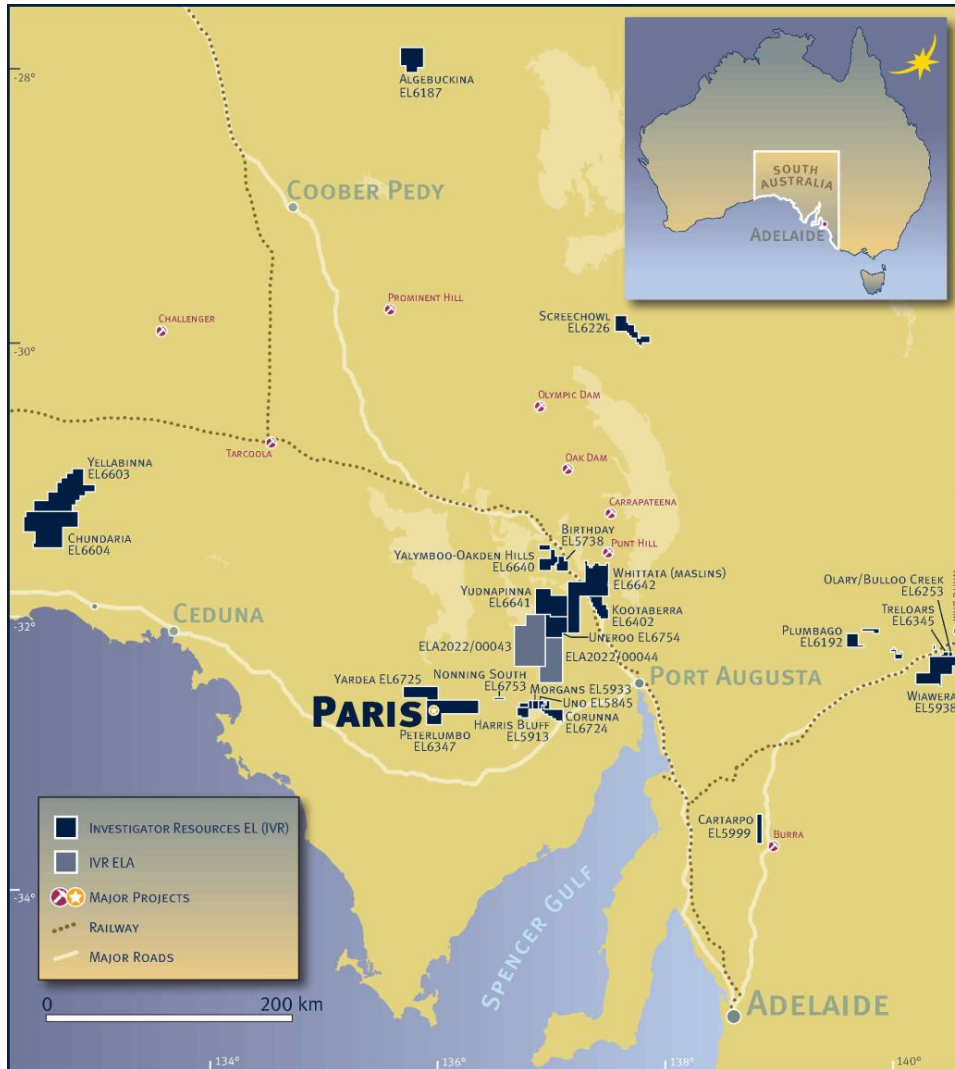 -28°
ALGEBUCKINA
EL6187
SOUTH
AUSTRALIA
ADELAIDE
COOBER PEDY
PROMINENT HILL
CHALLENGER
SCREECHOWL
EL6226
-30°
OLYMPIC DAM
TARCOOLA
OAK DAM
YELLABINNA
EL6603
CHUNDARIA
EL6604
CARRAPATEENA
BIRTHDAY
EL5738
PUNT HILL
YALYMBOO-OAKDEN HILLS
EL6640
WHITTATA (MASLINS)
EL6642
OLARY/BULLOO CREEK
EL6253
YUDNAPINNA
EL6641
KOOTABERRA
EL6402
TRELOARS
EL6345
-32°
CEDUNA
UNEROO EL6754
PLUMBAGO
EL6192
ELA2022/00043
ELA2022/00044
NONNING SOUTH
EL6753
PORT AUGUSTA
YARDEA EL6725
MORGANS EL5933
WIAWERA
EL5938
UNO EL5845
PARIS
PETERLUMBO
EL6347
HARRIS BLUFF
EL5913
CORUNNA
EL6724
CARTARPO
EL5999
BURRA
INVESTIGATOR RESOURCES EL (IVR)
IVR ELA
MAJOR PROJECTS
RAILWAY
MAJOR ROADS
-34°
SPENCER GULF
0 200 km
ADELAIDE
134° 136° 138° 140°